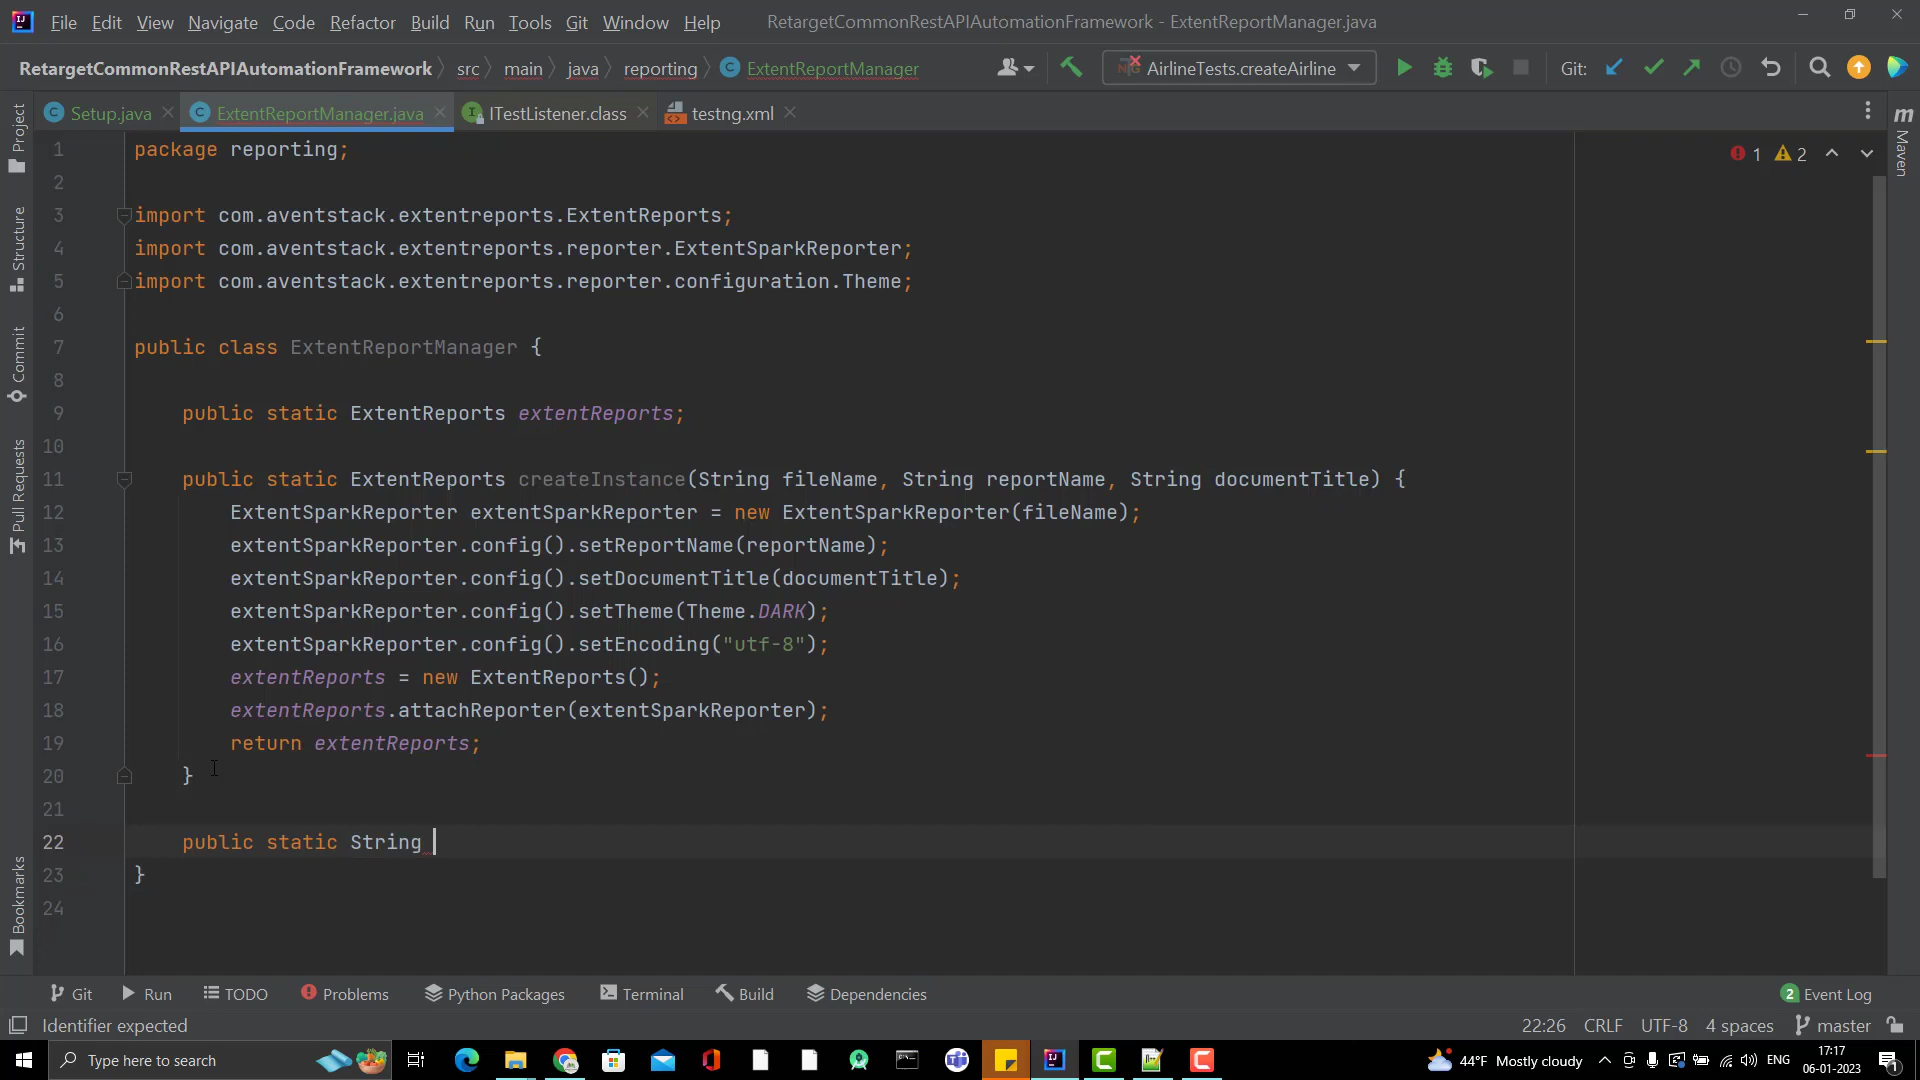 File Edit View Navigate Code Refactor Build Run Tools Git Window Help RetargetCommonRestAPIAutomationFramework - ExtentReportManager.java
RetargetCommonRestAPIAutomationFramework src main java reporting ExtentReportManager AirlineTests.createAirline Git:
Setup.java ExtentReportManager.java ITestListener.class testng.xml
1 package reporting; 1 2
2
3 import com.aventstack.extentreports.ExtentReports;
4 import com.aventstack.extentreports.reporter.ExtentSparkReporter;
5 import com.aventstack.extentreports.reporter.configuration.Theme;
6
7 public class ExtentReportManager {
8
9 public static ExtentReports extentReports;
10
11 public static ExtentReports createInstance(String fileName, String reportName, String documentTitle) {
12 ExtentSparkReporter extentSparkReporter = new ExtentSparkReporter(fileName);
13 extentSparkReporter.config().setReportName(reportName);
14 extentSparkReporter.config().setDocumentTitle(documentTitle);
15 extentSparkReporter.config().setTheme(Theme.DARK);
16 extentSparkReporter.config().setEncoding("utf-8");
17 extentReports = new ExtentReports();
18 extentReports.attachReporter(extentSparkReporter);
19 return extentReports;
20 }
21
22 public static String
23 }
24
Project
Structure
Commit
Pull Requests
Bookmarks
m Maven
Git Run TODO Problems Python Packages Terminal Build Dependencies 2 Event Log
Identifier expected 22:26 CRLF UTF-8 4 spaces master
Type here to search 44°F Mostly cloudy ENG 17:17
06-01-2023 1